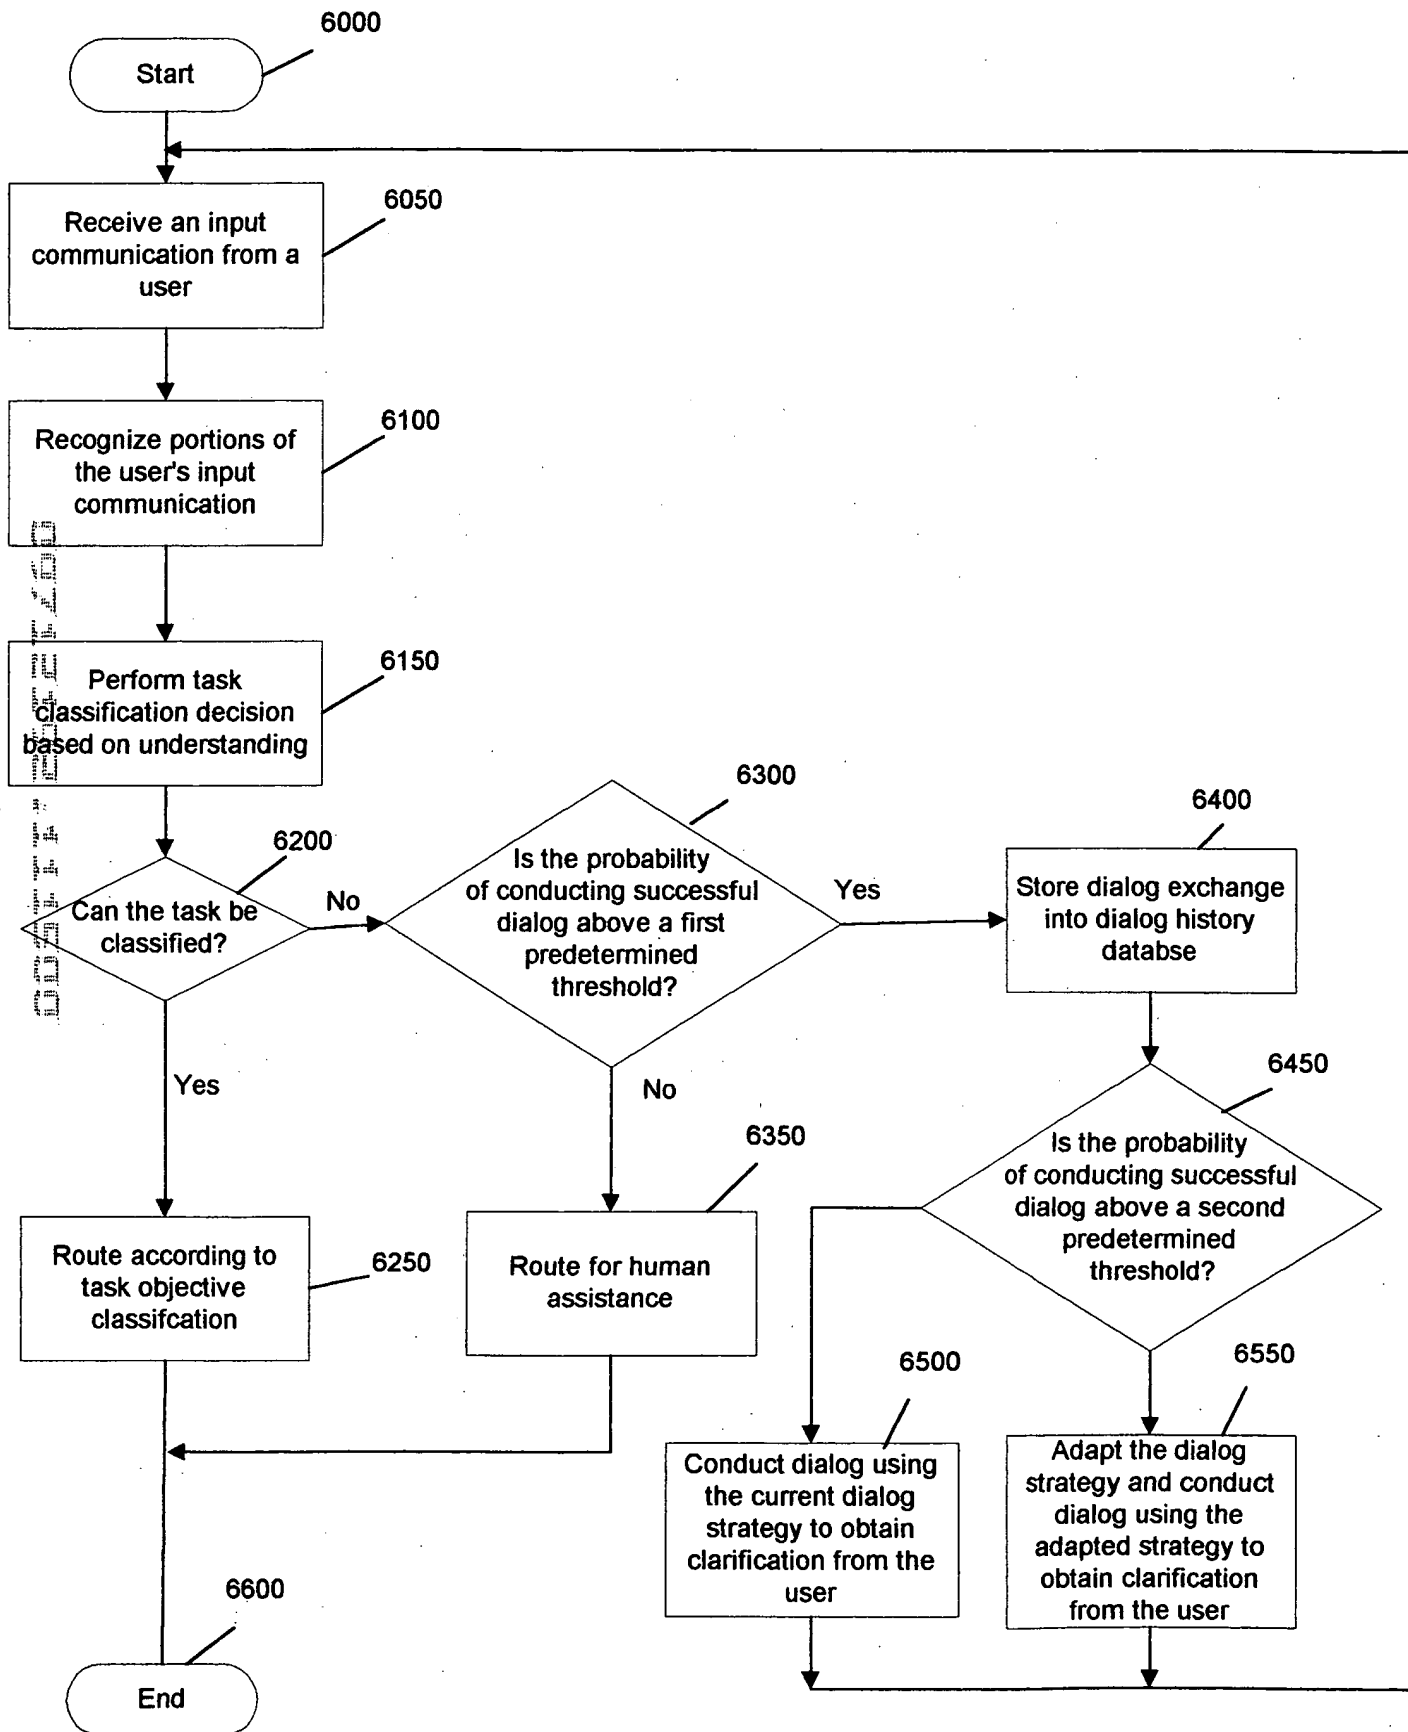 6000
Start
6050
Receive an input
communication from a
user
6100
Recognize portions of
the user's input
communication
6150
Perform task
classification decision
based on understanding
6200
Can the task be
classified?
No
Yes
6300
Is the probability
of conducting successful
dialog above a first
predetermined
threshold?
Yes
No
6400
Store dialog exchange
into dialog history
databse
6450
Is the probability
of conducting successful
dialog above a second
predetermined
threshold?
6350
Route for human
assistance
6250
Route according to
task objective
classifcation
6500
Conduct dialog using
the current dialog
strategy to obtain
clarification from the
user
6550
Adapt the dialog
strategy and conduct
dialog using the
adapted strategy to
obtain clarification
from the user
6600
End